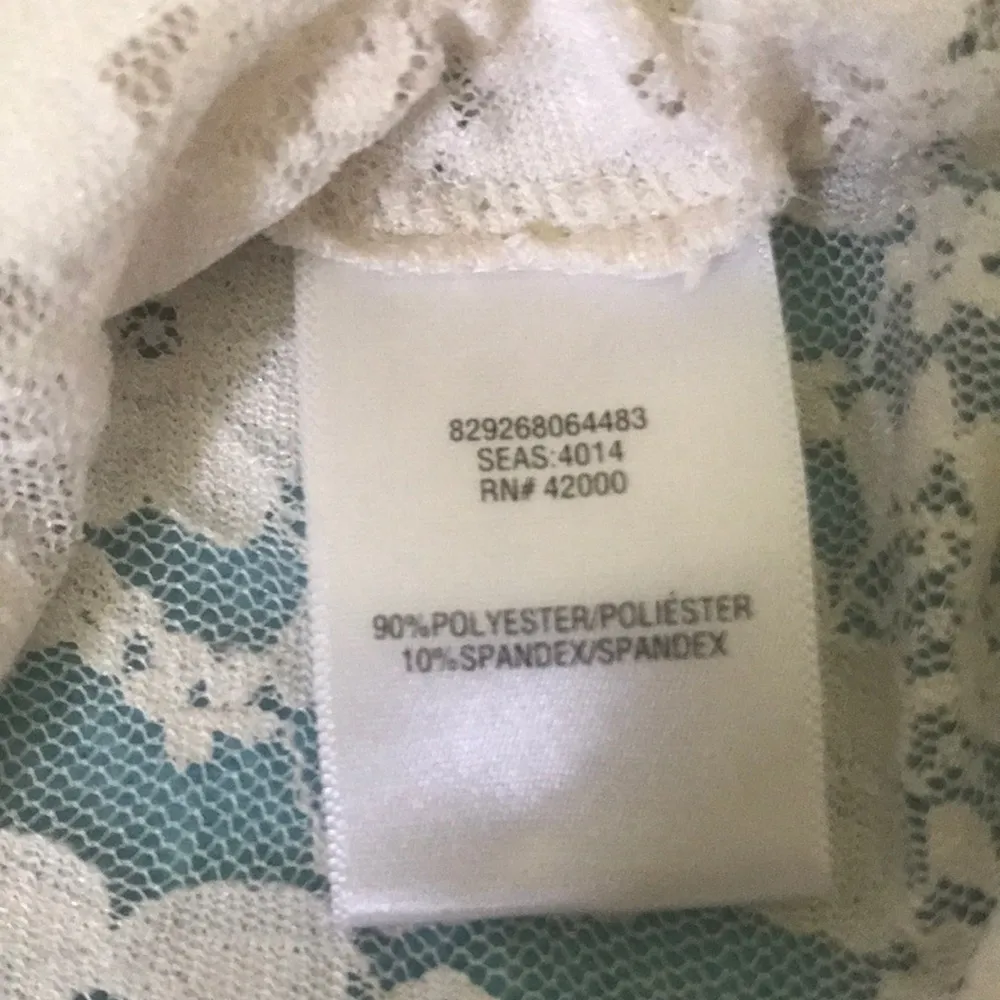 829268064483
SEAS:4014
RN# 42000
90%POLYESTER/POLIÉSTER
10%SPANDEX/SPANDEX